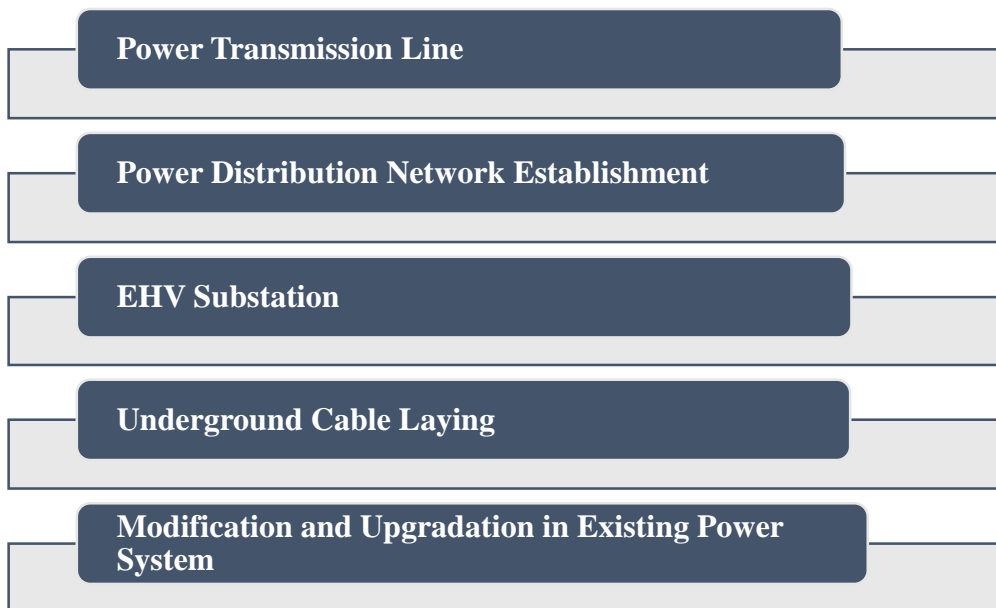 Power Transmission Line
Power Distribution Network Establishment
EHV Substation
Underground Cable Laying
Modification and Upgradation in Existing Power
System